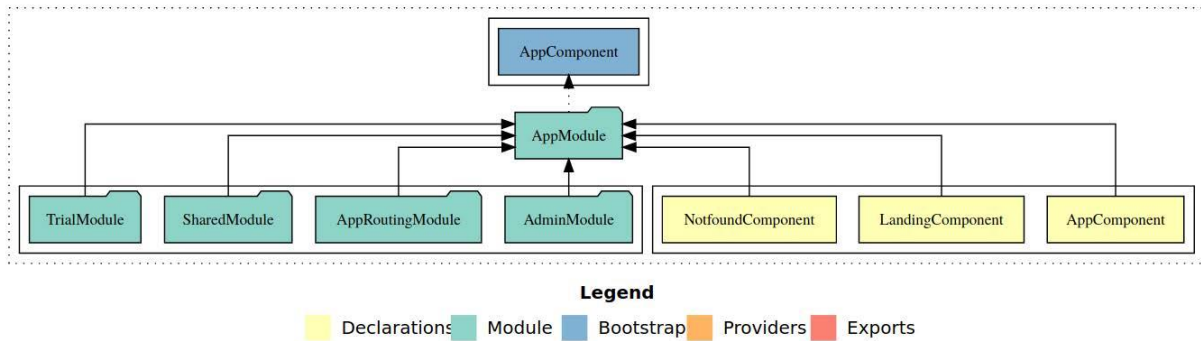 AppComponent
AppModule
TrialModule SharedModule AppRoutingModule AdminModule NotfoundComponent LandingComponent AppComponent
Legend
Declarations Module Bootstrap Providers Exports